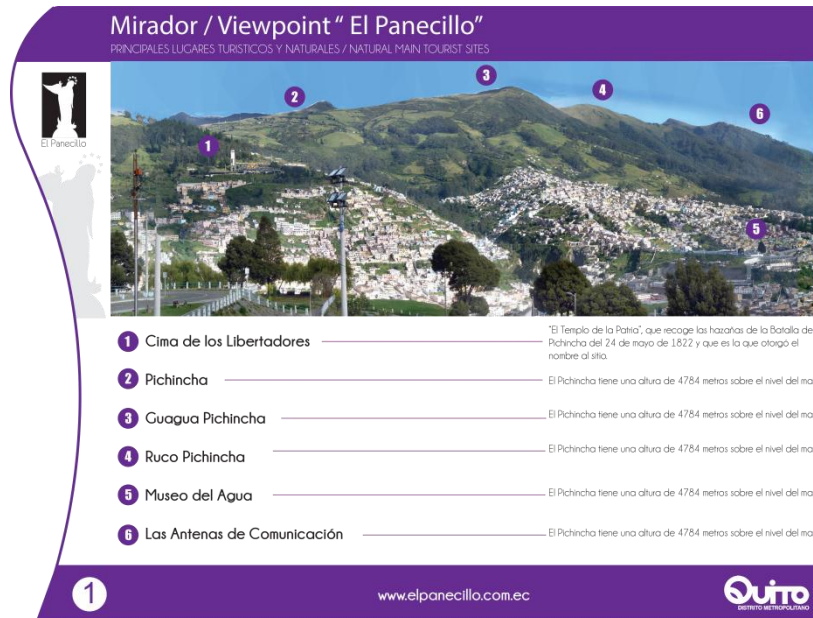 Mirador / Viewpoint “ El Panecillo”
PRINCIPALES LUGARES TURISTICOS Y NATURALES / NATURAL MAIN TOURIST SITES
El Panecillo
3
2
4
6
1
5
1 Cima de los Libertadores
"El Templo de la Patria", que recoge las hazañas de la Batalla de
Pichincha del 24 de mayo de 1822 y que es la que otorgó el
nombre al sitio.
2 Pichincha El Pichincha tiene una altura de 4784 metros sobre el nivel del ma
3 Guagua Pichincha El Pichincha tiene una altura de 4784 metros sobre el nivel del ma
4 Ruco Pichincha El Pichincha tiene una altura de 4784 metros sobre el nivel del ma
5 Museo del Agua El Pichincha tiene una altura de 4784 metros sobre el nivel del ma
6 Las Antenas de Comunicación El Pichincha tiene una altura de 4784 metros sobre el nivel del ma
1
www.elpanecillo.com.ec
Quito
DISTRITO METROPOLITANO